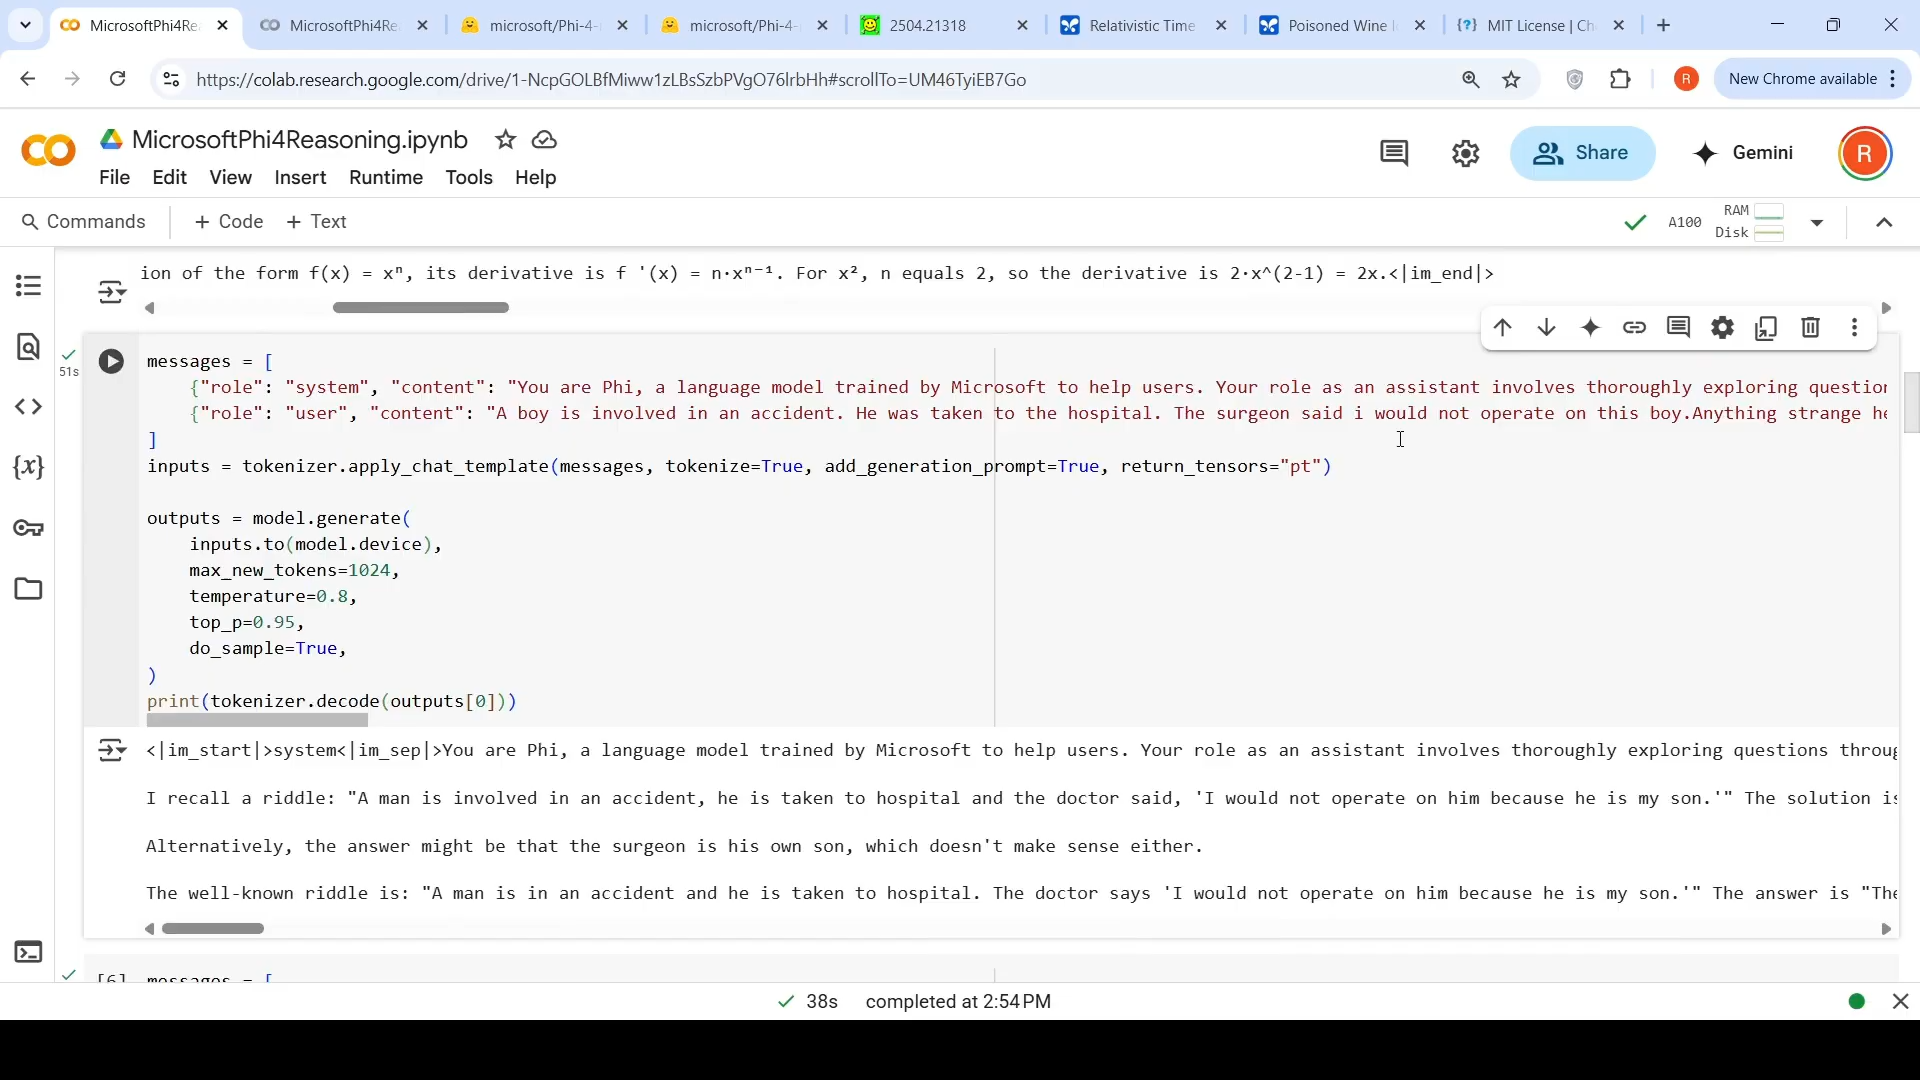 MicrosoftPhi4Re
MicrosoftPhi4Re
microsoft/Phi-4-
microsoft/Phi-4-
2504.21318
Relativistic Time
Poisoned Wine
MIT License | Ch
https://colab.research.google.com/drive/1-NcpGOLBfMiww1zLBsSzbPVgO76lrbHh#scrollTo=UM46TyiEB7Go
R
New Chrome available
MicrosoftPhi4Reasoning.ipynb
Share
Gemini
R
File Edit View Insert Runtime Tools Help
Commands
+ Code + Text
A100
RAM
Disk
ion of the form f(x) = xⁿ, its derivative is f '(x) = n·xⁿ⁻¹. For x², n equals 2, so the derivative is 2·x^(2-1) = 2x.<|im_end|>
51s
messages = [
{"role": "system", "content": "You are Phi, a language model trained by Microsoft to help users. Your role as an assistant involves thoroughly exploring question
{"role": "user", "content": "A boy is involved in an accident. He was taken to the hospital. The surgeon said i would not operate on this boy.Anything strange he
]
inputs = tokenizer.apply_chat_template(messages, tokenize=True, add_generation_prompt=True, return_tensors="pt")
outputs = model.generate(
inputs.to(model.device),
max_new_tokens=1024,
temperature=0.8,
top_p=0.95,
do_sample=True,
)
print(tokenizer.decode(outputs[0]))
<|im_start|>system<|im_sep|>You are Phi, a language model trained by Microsoft to help users. Your role as an assistant involves thoroughly exploring questions throug
I recall a riddle: "A man is involved in an accident, he is taken to hospital and the doctor said, 'I would not operate on him because he is my son.'" The solution is
Alternatively, the answer might be that the surgeon is his own son, which doesn't make sense either.
The well-known riddle is: "A man is in an accident and he is taken to hospital. The doctor says 'I would not operate on him because he is my son.'" The answer is "The
[6] messages = [
38s completed at 2:54 PM